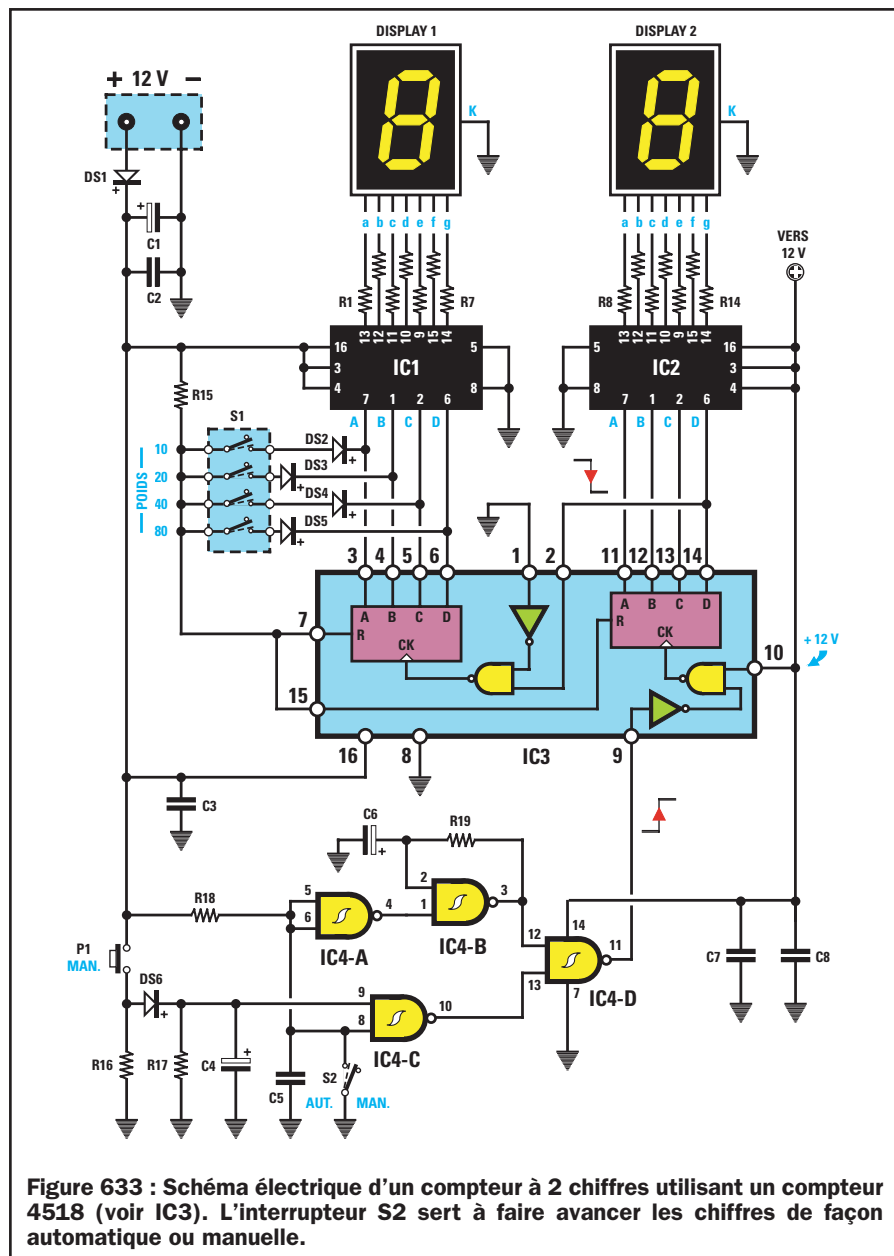 DISPLAY 1
DISPLAY 2
+ 12 V –
K
K
DS1
+
+
C1
C2
a b c d e f g
a b c d e f g
VERS
12 V
R1
R7
R8
R14
13 12 11 10 9 15 14
13 12 11 10 9 15 14
16
3
4
IC1
5
8
5
8
IC2
16
3
4
7 1 2 6
7 1 2 6
A B C D
A B C D
R15
S1
POIDS
10
20
40
80
DS2
+
DS3
+
DS4
+
DS5
+
3 4 5 6
1 2
11 12 13 14
A B C D
R
CK
A B C D
R
CK
7
15
10
+ 12 V
16
8
IC3
9
C3
C6
+
R19
R18
5
6
4
IC4-A
2
1
3
IC4-B
P1
MAN.
12
13
14
11
7
IC4-D
C7
C8
DS6
+
9
8
10
IC4-C
R16
R17
C4
+
C5
S2
AUT.
MAN.
Figure 633 : Schéma électrique d'un compteur à 2 chiffres utilisant un compteur
4518 (voir IC3). L'interrupteur S2 sert à faire avancer les chiffres de façon
automatique ou manuelle.